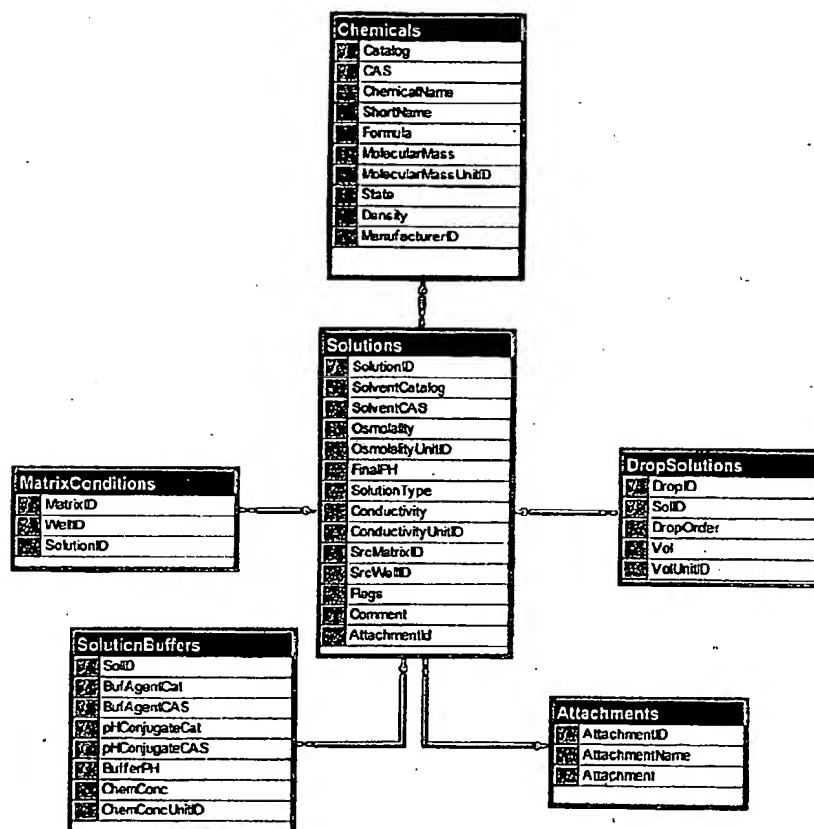 Chemicals
Catalog
CAS
ChemicalName
ShortName
Formula
MolecularMass
MolecularMassUnitID
State
Density
ManufacturerID
Solutions
SolutionID
SolventCatalog
SolventCAS
Osmolality
OsmolalityUnitID
FinalPH
SolutionType
Conductivity
ConductivityUnitID
SrcMatrixID
SrcWellID
Flags
Comment
AttachmentId
MatrixConditions
MatrixID
WellID
SolutionID
DropSolutions
DropID
SolID
DropOrder
Vol
VolUnitID
SolutionBuffers
SolID
BufAgentCat
BufAgentCAS
pHConjugateCat
pHConjugateCAS
BufferPH
ChemConc
ChemConcUnitID
Attachments
AttachmentID
AttachmentName
Attachment